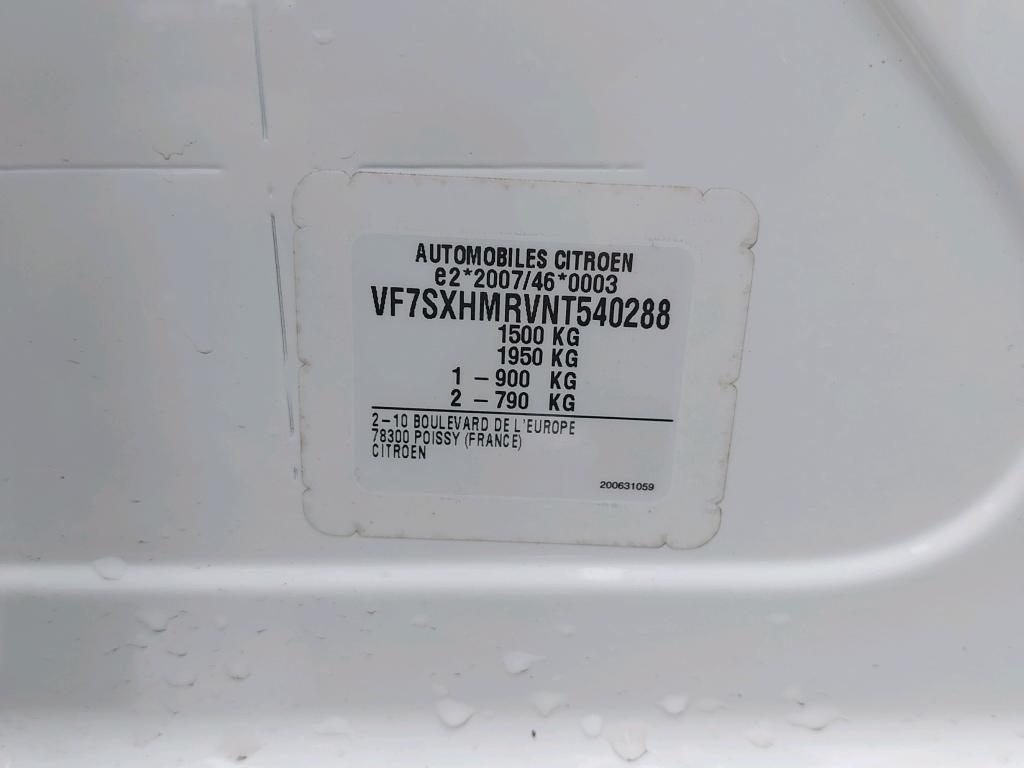 AUTOMOBILES CITROEN
e2*2007/46*0003
VF7SXHMRVNT540288
1500 KG
1950 KG
1 – 900 KG
2 – 790 KG
2–10 BOULEVARD DE L'EUROPE
78300 POISSY (FRANCE)
CITROEN
200631059